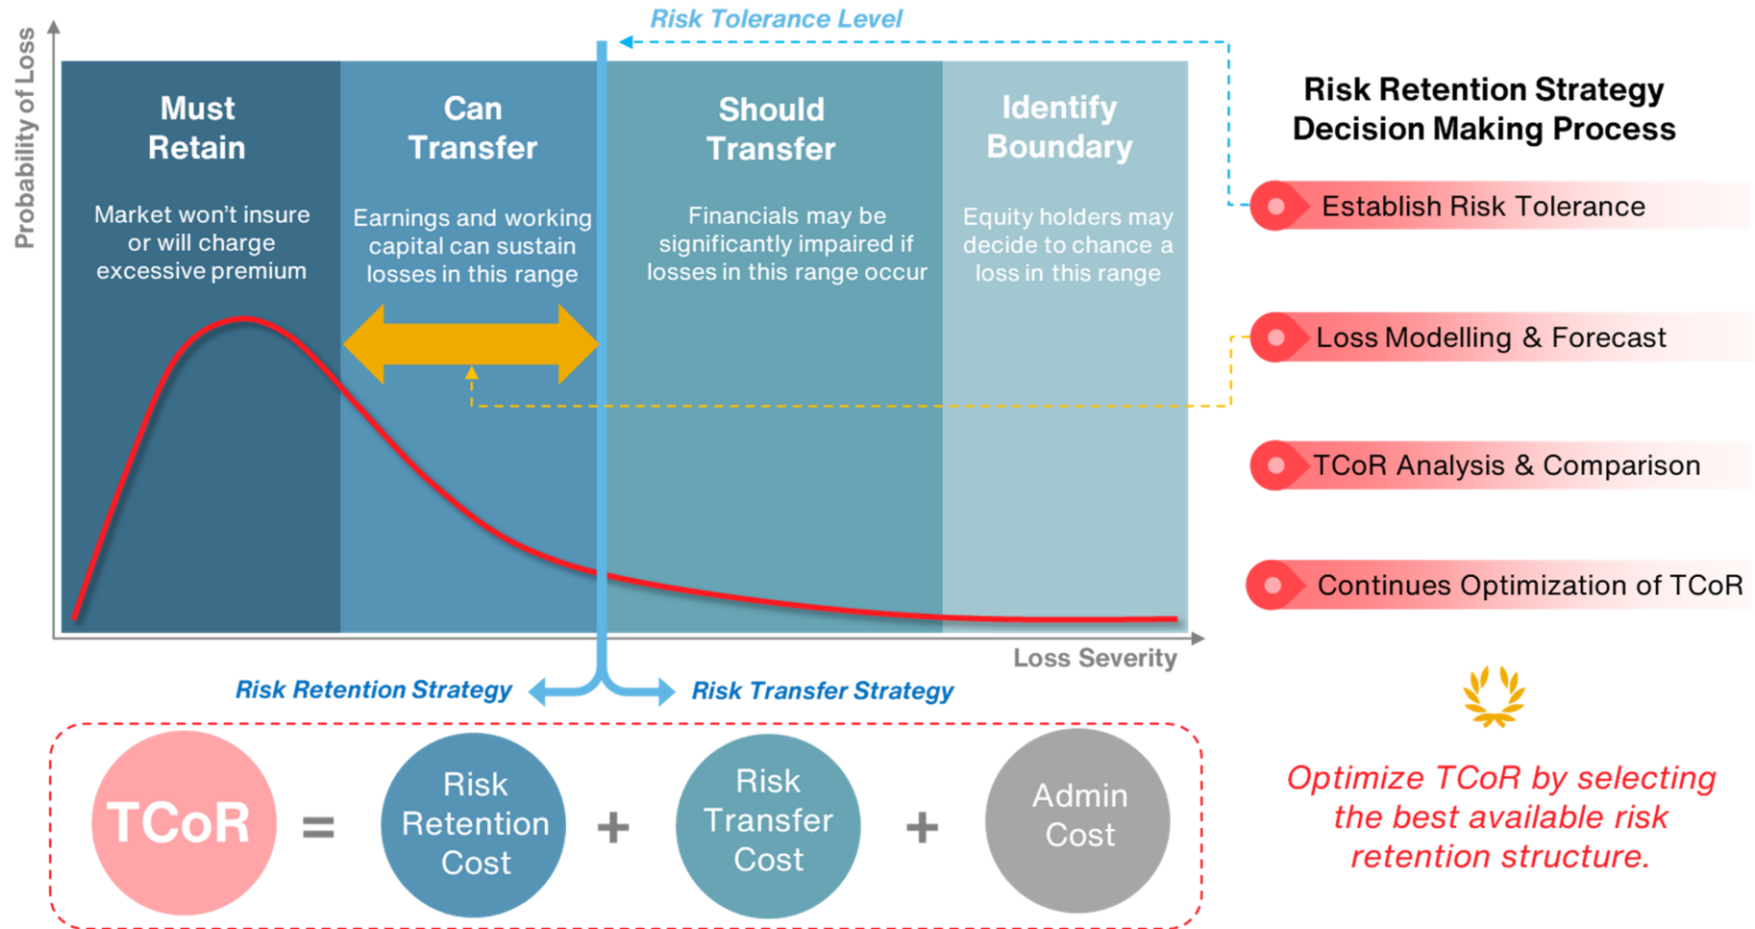 Risk Tolerance Level
Probability of Loss
Must
Retain
Market won't insure
or will charge
excessive premium
Can
Transfer
Earnings and working
capital can sustain
losses in this range
Should
Transfer
Financials may be
significantly impaired if
losses in this range occur
Identify
Boundary
Equity holders may
decide to chance a
loss in this range
Loss Severity
Risk Retention Strategy
Risk Transfer Strategy
TCoR
=
Risk
Retention
Cost
+
Risk
Transfer
Cost
+
Admin
Cost
Risk Retention Strategy
Decision Making Process
Establish Risk Tolerance
Loss Modelling & Forecast
TCoR Analysis & Comparison
Continues Optimization of TCoR
Optimize TCoR by selecting
the best available risk
retention structure.